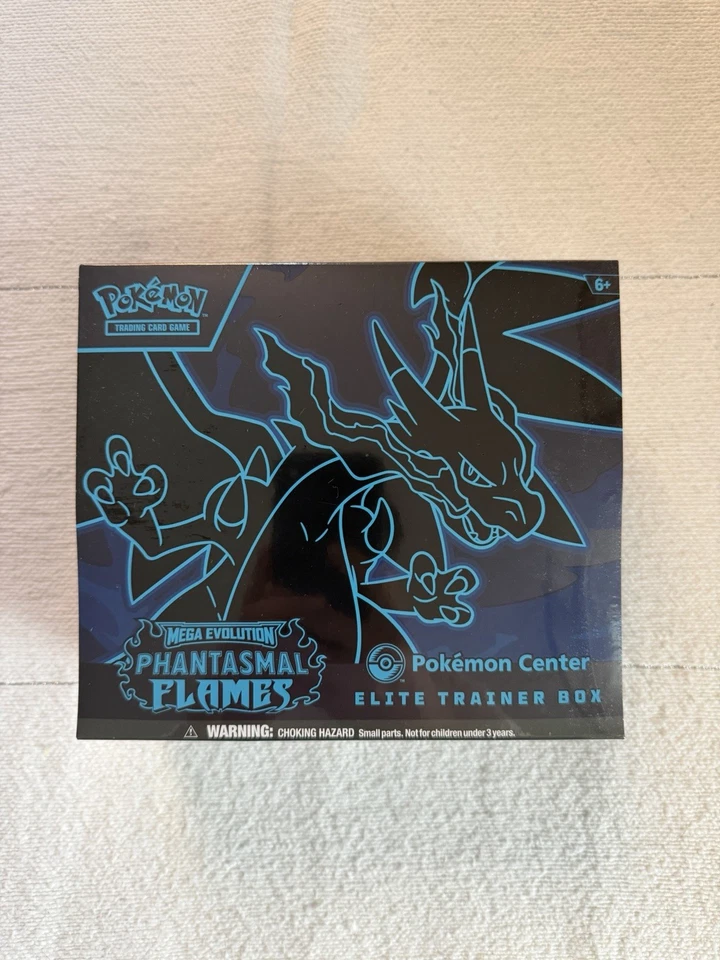 POKéMON™
TRADING CARD GAME
6+
MEGA EVOLUTION
PHANTASMAL
FLAMES
Pokémon Center
ELITE TRAINER BOX
WARNING: CHOKING HAZARD Small parts. Not for children under 3 years.